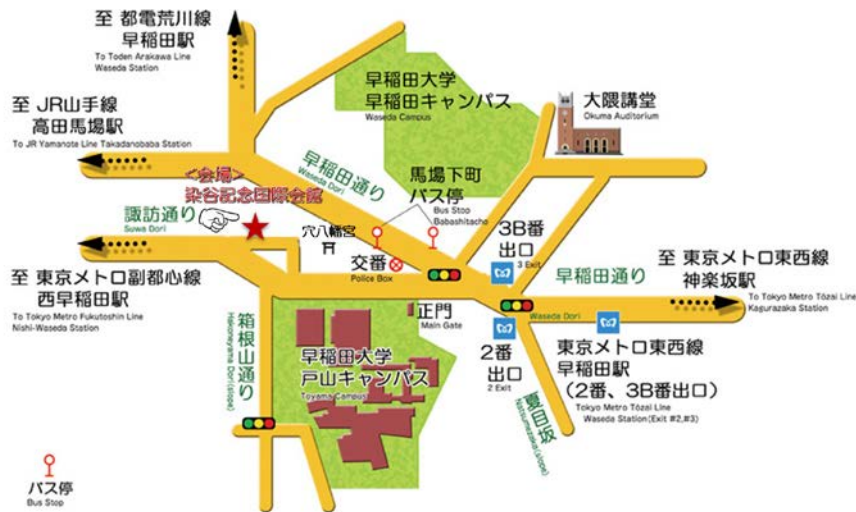 至 都電荒川線
早稲田駅
To Toden Arakawa Line
Waseda Station
至 JR山手線
高田馬場駅
To JR Yamanote Line Takadanobaba Station
<会場>
染谷記念国際会館
諏訪通り
Suwa Dori
至 東京メトロ副都心線
西早稲田駅
To Tokyo Metro Fukutoshin Line
Nishi-Waseda Station
早稲田大学
早稲田キャンパス
Waseda Campus
大隈講堂
Okuma Auditorium
早稲田通り
Waseda Dori
馬場下町
バス停
Bus Stop
Babashitacho
穴八幡宮
交番
Police Box
3B番
出口
3 Exit
早稲田通り
Waseda Dori
至 東京メトロ東西線
神楽坂駅
To Tokyo Metro Tōzai Line
Kagurazaka Station
正門
Main Gate
箱根山通り
Hakoneyama Dori(slope)
早稲田大学
戸山キャンパス
Toyama Campus
2番
出口
2 Exit
夏目坂
Natsumezaka(slope)
東京メトロ東西線
早稲田駅
(2番、3B番出口)
Tokyo Metro Tōzai Line
Waseda Station(Exit #2,#3)
バス停
Bus Stop